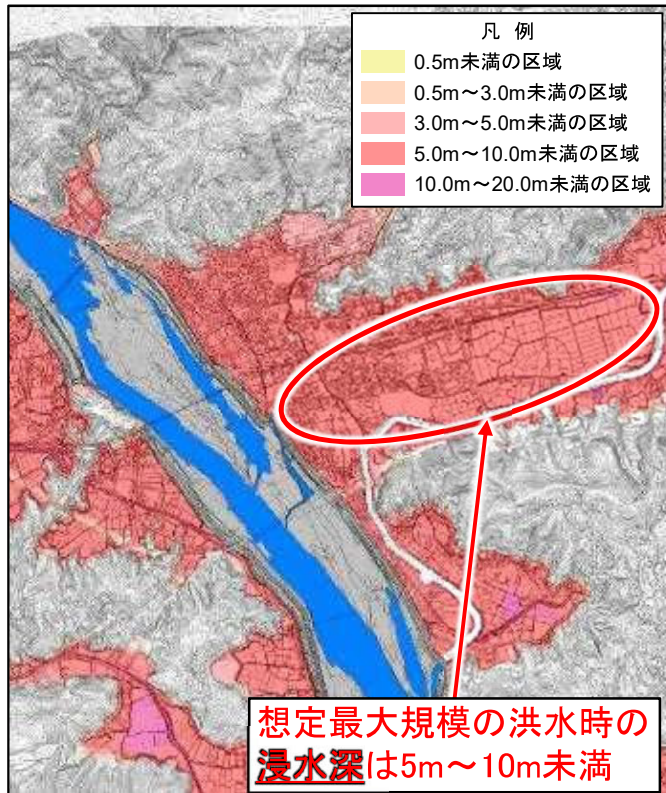 凡 例
0.5m未満の区域
0.5m～3.0m未満の区域
3.0m～5.0m未満の区域
5.0m～10.0m未満の区域
10.0m～20.0m未満の区域
想定最大規模の洪水時の
浸水深は5m～10m未満